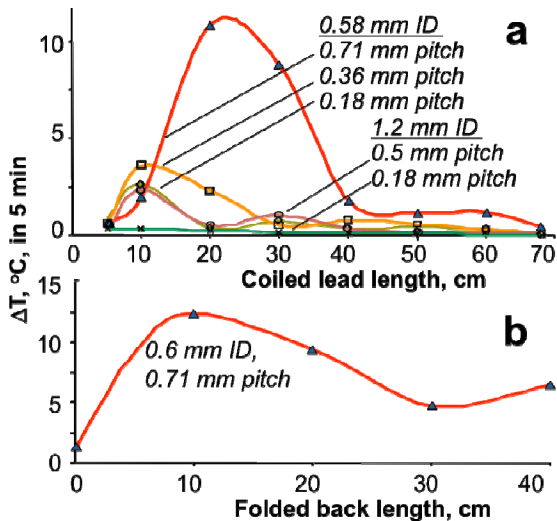 a
0.58 mm ID
0.71 mm pitch
0.36 mm pitch
0.18 mm pitch
1.2 mm ID
0.5 mm pitch
0.18 mm pitch
10
5
0
0 10 20 30 40 50 60 70
Coiled lead length, cm
ΔT, ºC, in 5 min
b
0.6 mm ID,
0.71 mm pitch
15
12
10
5
0
0 10 20 30 40
Folded back length, cm